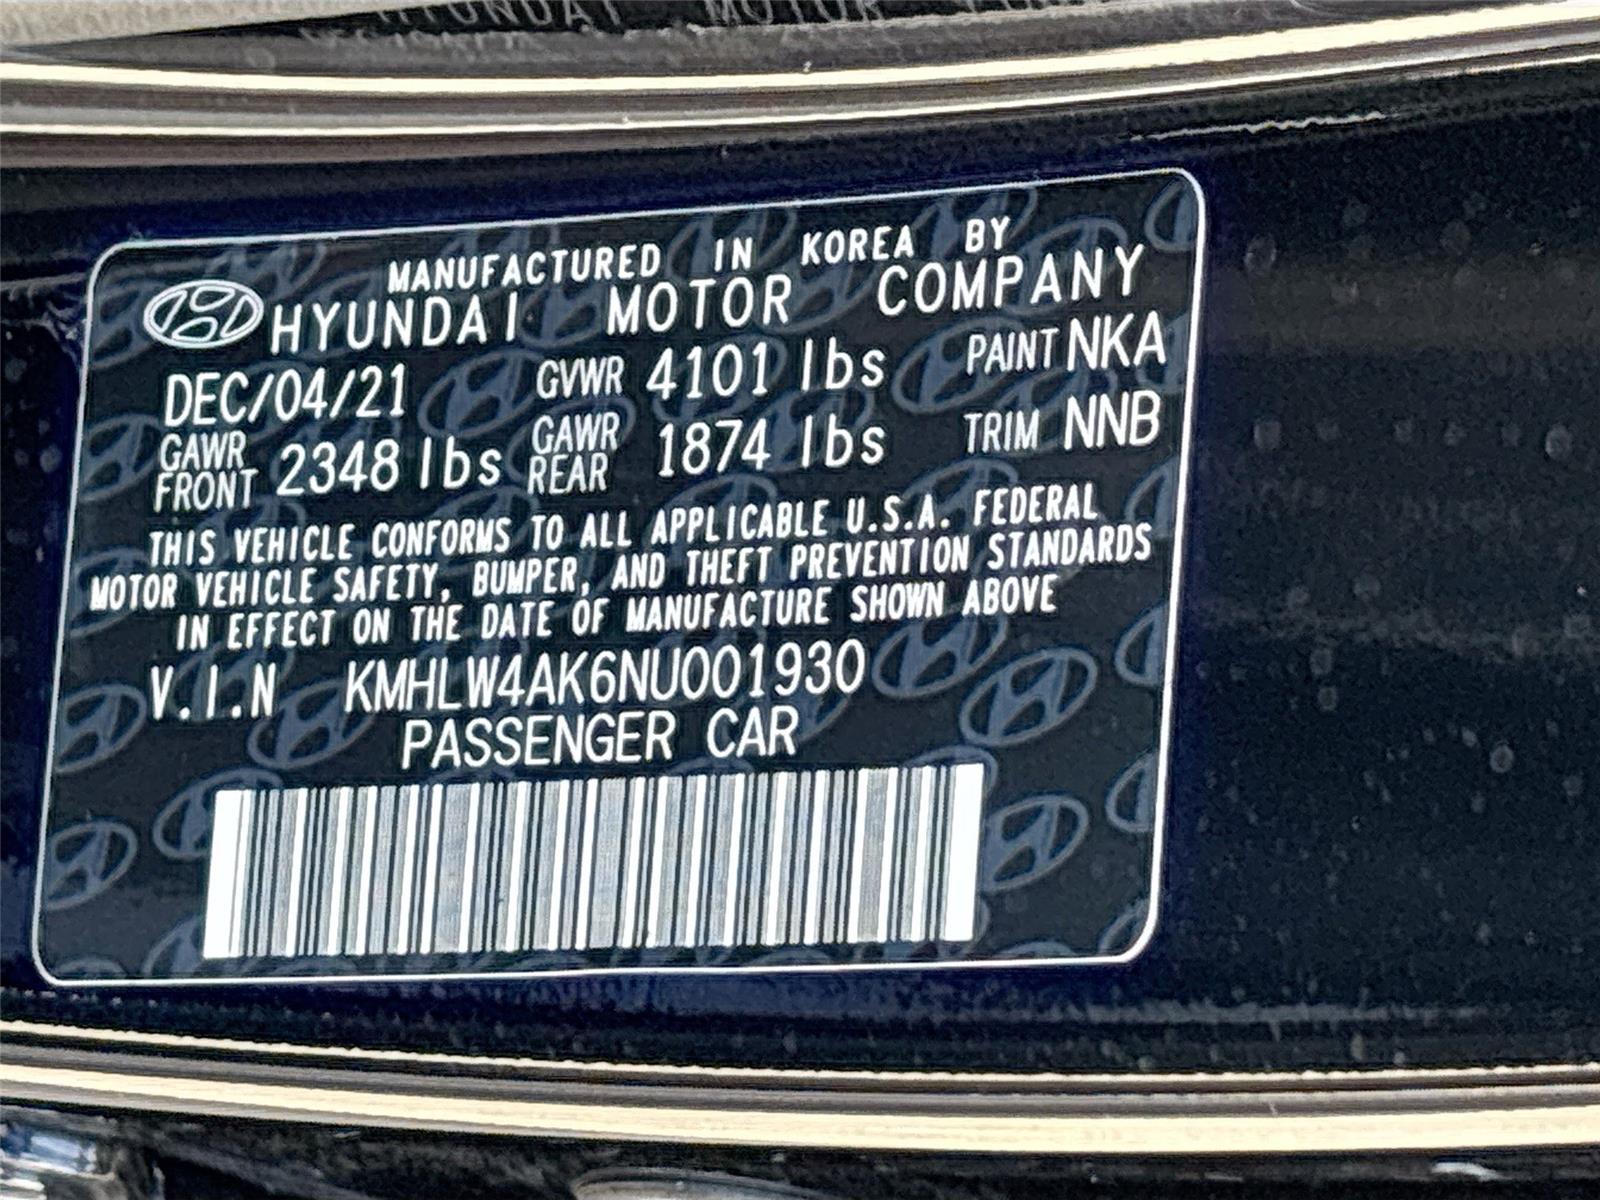 HYUNDAI MOTOR
MANUFACTURED IN KOREA BY
HYUNDAI MOTOR COMPANY
DEC/04/21 GVWR 4101 lbs PAINT NKA
GAWR FRONT 2348 lbs GAWR REAR 1874 lbs TRIM NNB
THIS VEHICLE CONFORMS TO ALL APPLICABLE U.S.A. FEDERAL
MOTOR VEHICLE SAFETY, BUMPER, AND THEFT PREVENTION STANDARDS
IN EFFECT ON THE DATE OF MANUFACTURE SHOWN ABOVE
V.I.N KMHLW4AK6NU001930
PASSENGER CAR